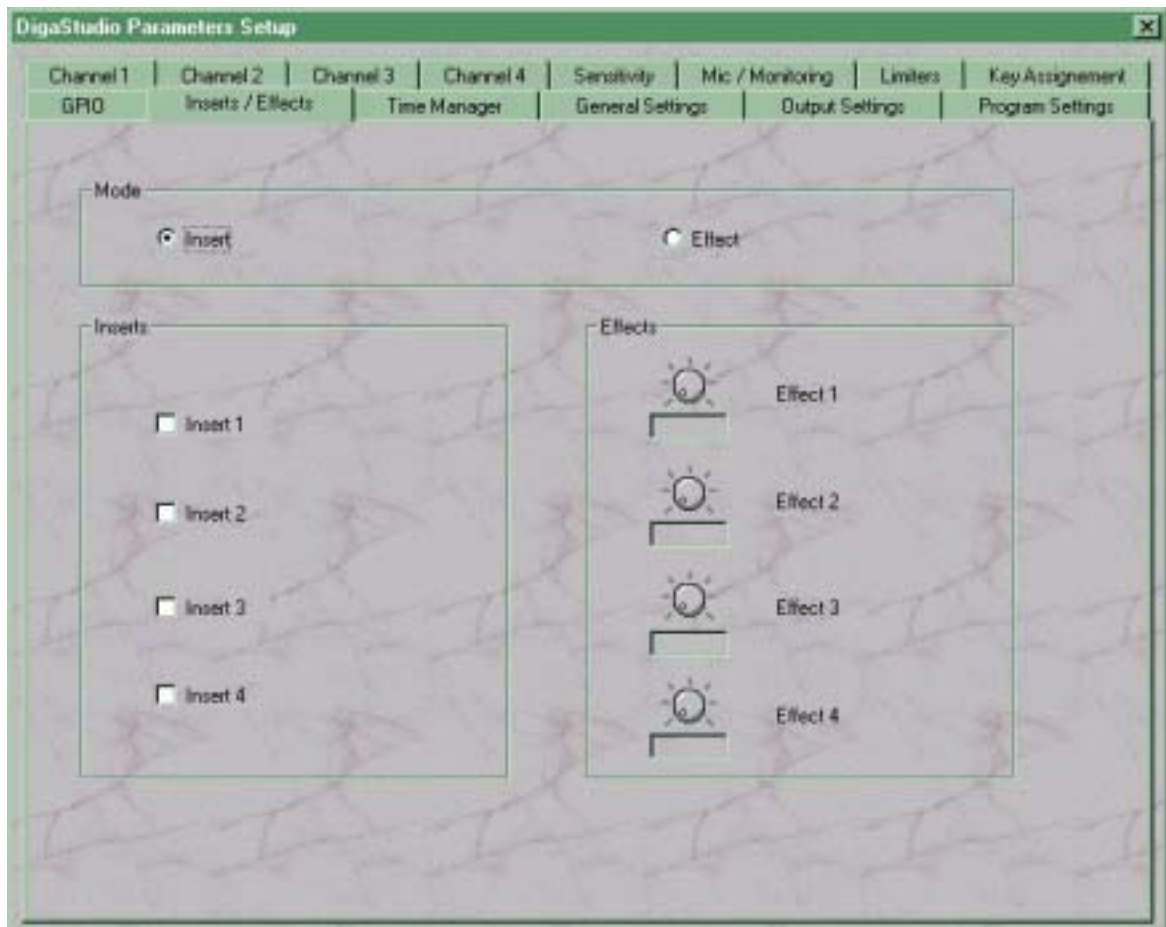 DigaStudio Parameters Setup
Channel 1 Channel 2 Channel 3 Channel 4 Sensitivity Mic / Monitoring Limiters Key Assignement
GPIO Inserts / Effects Time Manager General Settings Output Settings Program Settings
Mode
Insert Effect
Inserts Effects
Effect 1
Insert 1
Effect 2
Insert 2
Effect 3
Insert 3
Insert 4
Effect 4